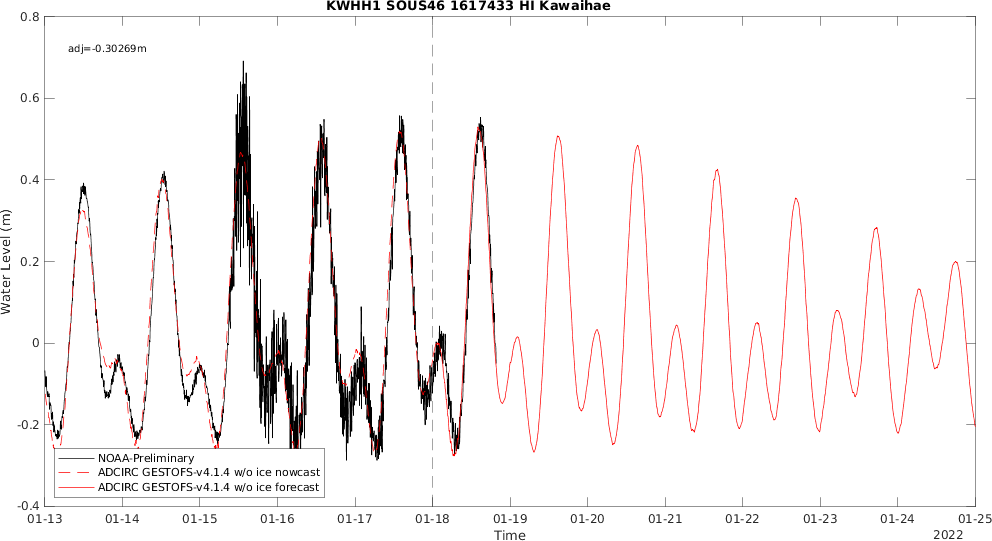 KWHH1 SOUS46 1617433 HI Kawaihae
adj=-0.30269m
Water Level (m)
0.8
0.6
0.4
0.2
0
-0.2
-0.4
NOAA-Preliminary
ADCIRC GESTOFS-v4.1.4 w/o ice nowcast
ADCIRC GESTOFS-v4.1.4 w/o ice forecast
01-13 01-14 01-15 01-16 01-17 01-18 01-19 01-20 01-21 01-22 01-23 01-24 01-25
Time
2022